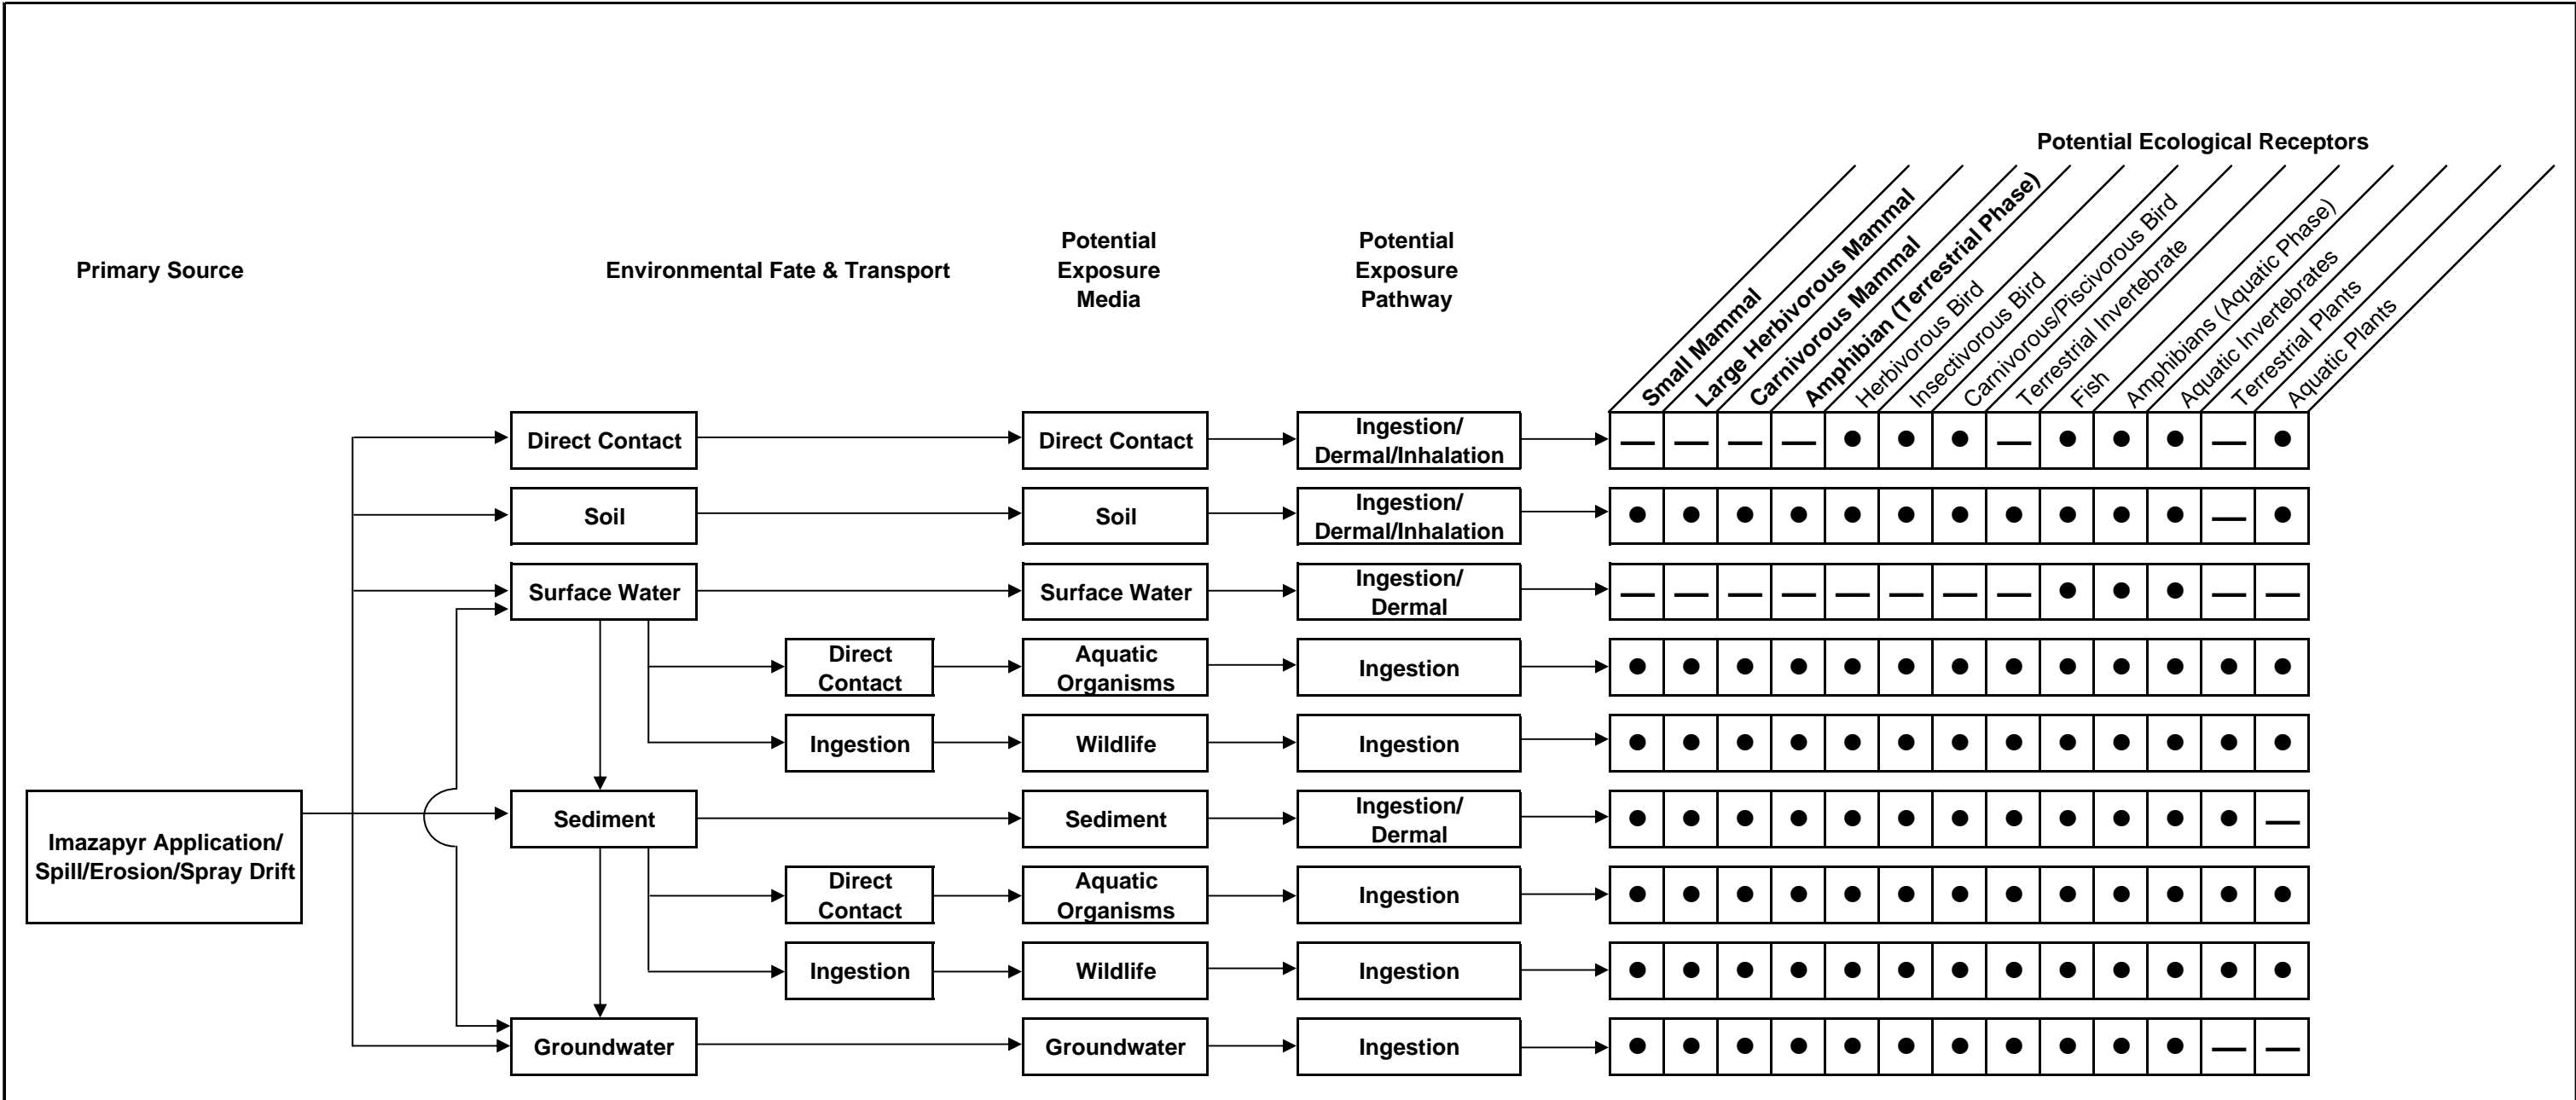 Potential Ecological Receptors
Primary Source
Environmental Fate & Transport
Potential
Exposure
Media
Potential
Exposure
Pathway
Small Mammal
Large Herbivorous Mammal
Carnivorous Mammal
Amphibian (Terrestrial Phase)
Herbivorous Bird
Insectivorous Bird
Carnivorous/Piscivorous Bird
Terrestrial Invertebrate
Fish
Amphibians (Aquatic Phase)
Aquatic Invertebrates
Terrestrial Plants
Aquatic Plants
Direct Contact
Direct Contact
Ingestion/
Dermal/Inhalation
— — — — ● ● ● — ● ● ● — ●
Soil
Soil
Ingestion/
Dermal/Inhalation
● ● ● ● ● ● ● ● ● ● ● — ●
Surface Water
Surface Water
Ingestion/
Dermal
— — — — — — — — ● ● ● — —
Direct
Contact
Aquatic
Organisms
Ingestion
● ● ● ● ● ● ● ● ● ● ● ● ●
Ingestion
Wildlife
Ingestion
● ● ● ● ● ● ● ● ● ● ● ● ●
Imazapyr Application/
Spill/Erosion/Spray Drift
Sediment
Sediment
Ingestion/
Dermal
● ● ● ● ● ● ● ● ● ● ● ● —
Direct
Contact
Aquatic
Organisms
Ingestion
● ● ● ● ● ● ● ● ● ● ● ● ●
Ingestion
Wildlife
Ingestion
● ● ● ● ● ● ● ● ● ● ● ● ●
Groundwater
Groundwater
Ingestion
● ● ● ● ● ● ● ● ● ● ● — —